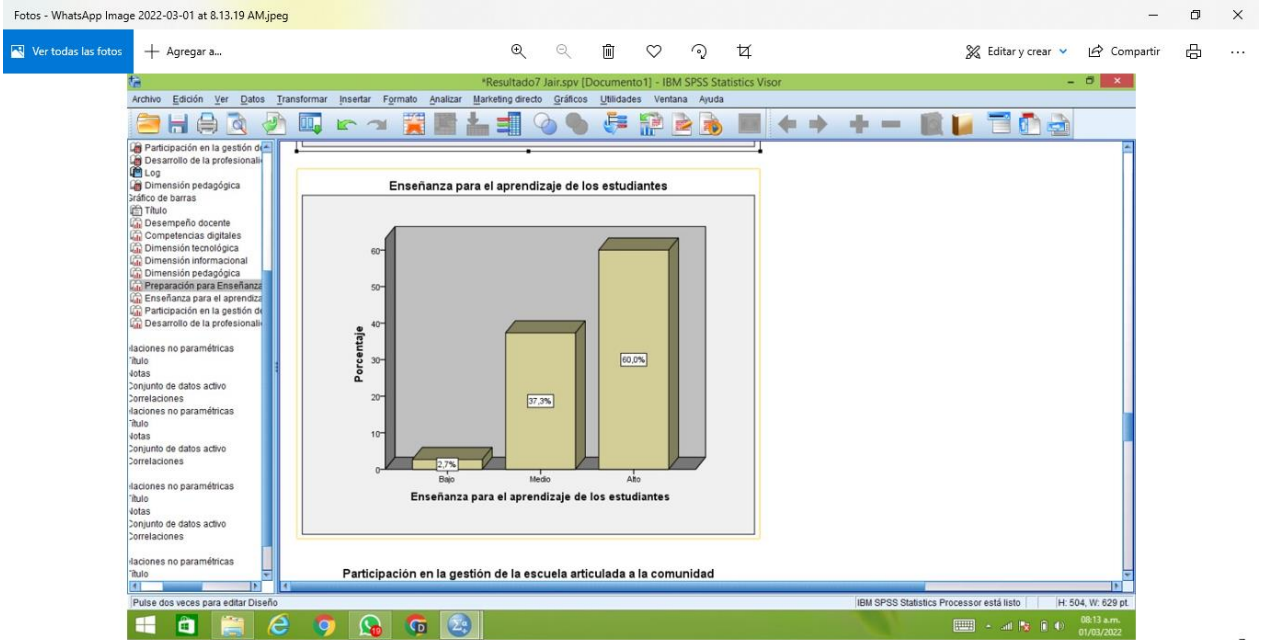 Fotos - WhatsApp Image 2022-03-01 at 8.13.19 AM.jpeg
Ver todas las fotos
Agregar a...
Editar y crear
Compartir
*Resultado7 Jair.spv [Documento1] - IBM SPSS Statistics Visor
Archivo Edición Ver Datos Transformar Insertar Formato Analizar Marketing directo Gráficos Utilidades Ventana Ayuda
Participación en la gestión de
Desarrollo de la profesionali
Log
Dimensión pedagógica
Gráfico de barras
Título
Desempeño docente
Competencias digitales
Dimensión tecnológica
Dimensión informacional
Dimensión pedagógica
Preparación para Enseñanza
Enseñanza para el aprendiza
Participación en la gestión de
Desarrollo de la profesionali
laciones no paramétricas
Título
Notas
Conjunto de datos activo
Correlaciones
laciones no paramétricas
Título
Notas
Conjunto de datos activo
Correlaciones
laciones no paramétricas
Título
Notas
Conjunto de datos activo
Correlaciones
laciones no paramétricas
Título
Enseñanza para el aprendizaje de los estudiantes
Porcentaje
60
50
40
30
20
10
0
2,7%
37,3%
60,0%
Bajo Medio Alto
Enseñanza para el aprendizaje de los estudiantes
Participación en la gestión de la escuela articulada a la comunidad
Pulse dos veces para editar Diseño
IBM SPSS Statistics Processor está listo
H: 504, W: 629 pt.
08:13 a.m.
01/03/2022